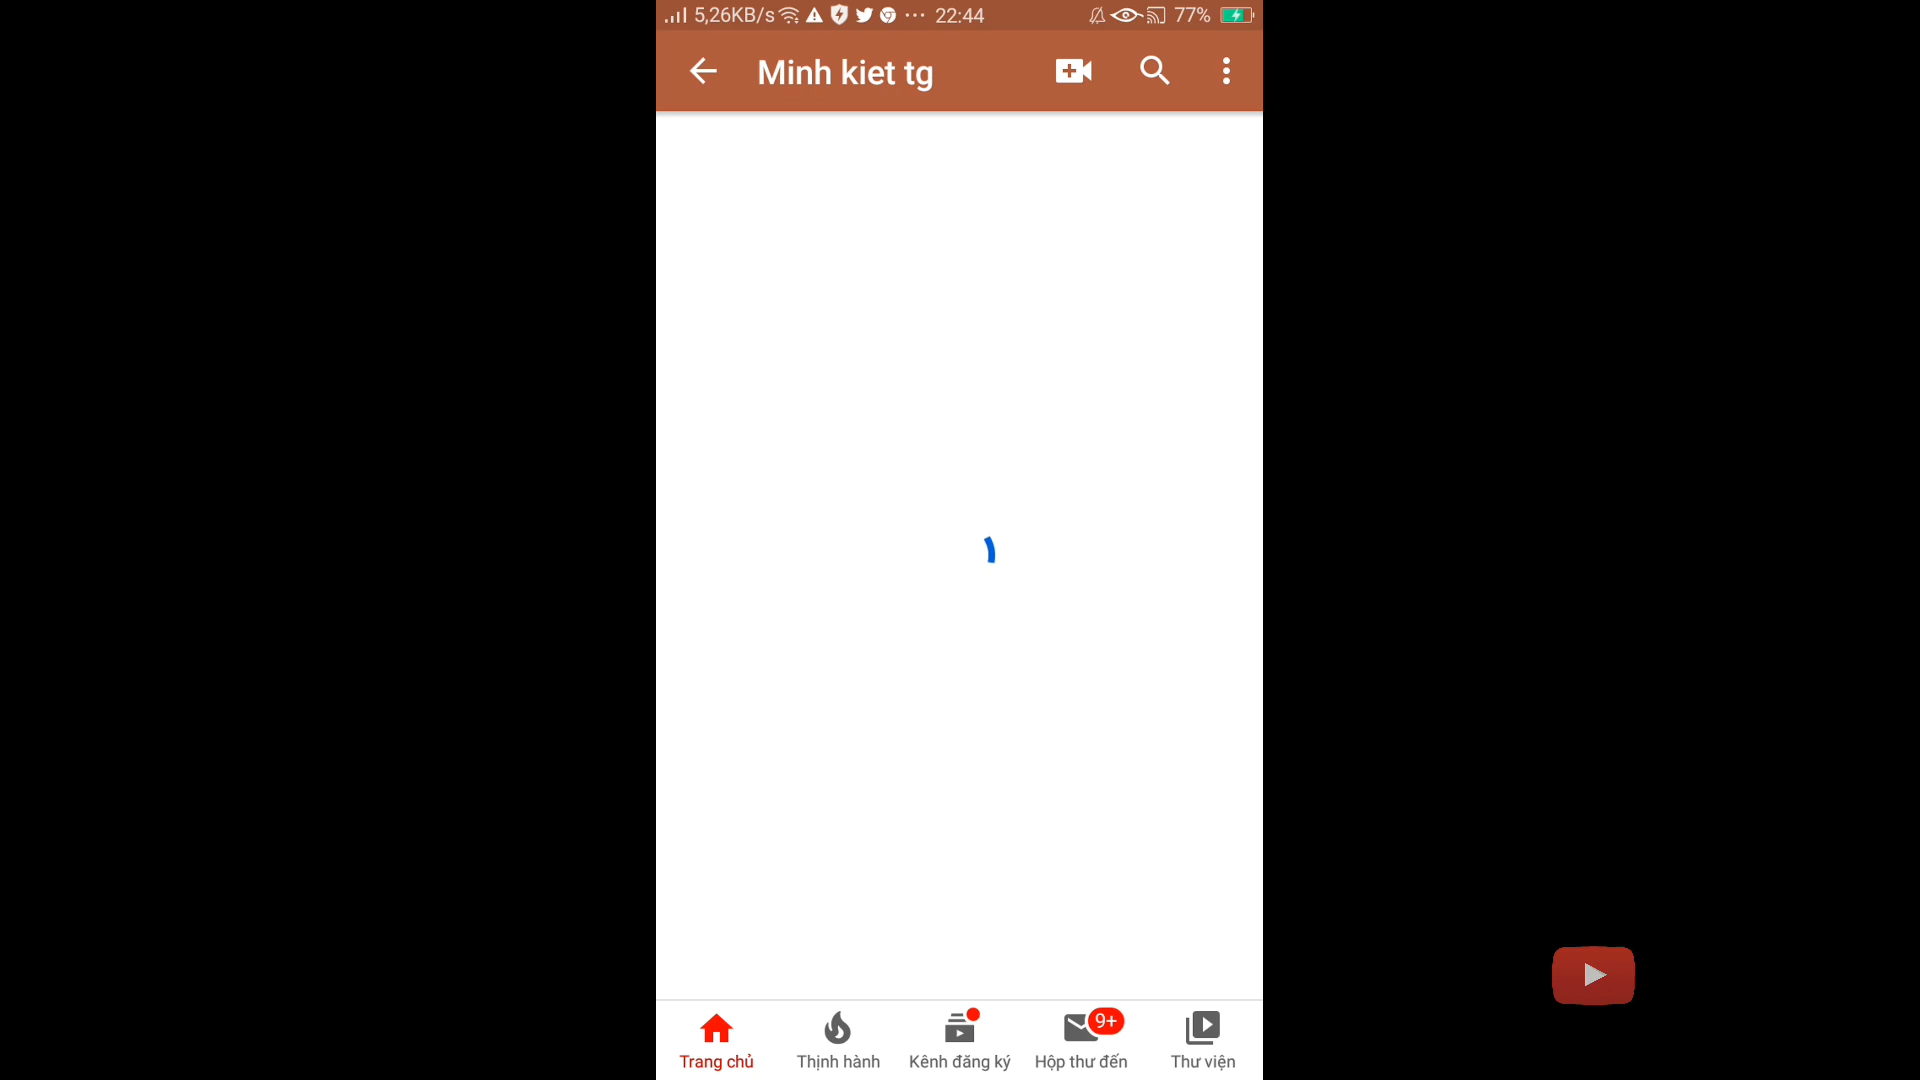 5,26KB/s 22:44 77%
Minh kiet tg
9+
Trang chủ Thịnh hành Kênh đăng ký Hộp thư đến Thư viện